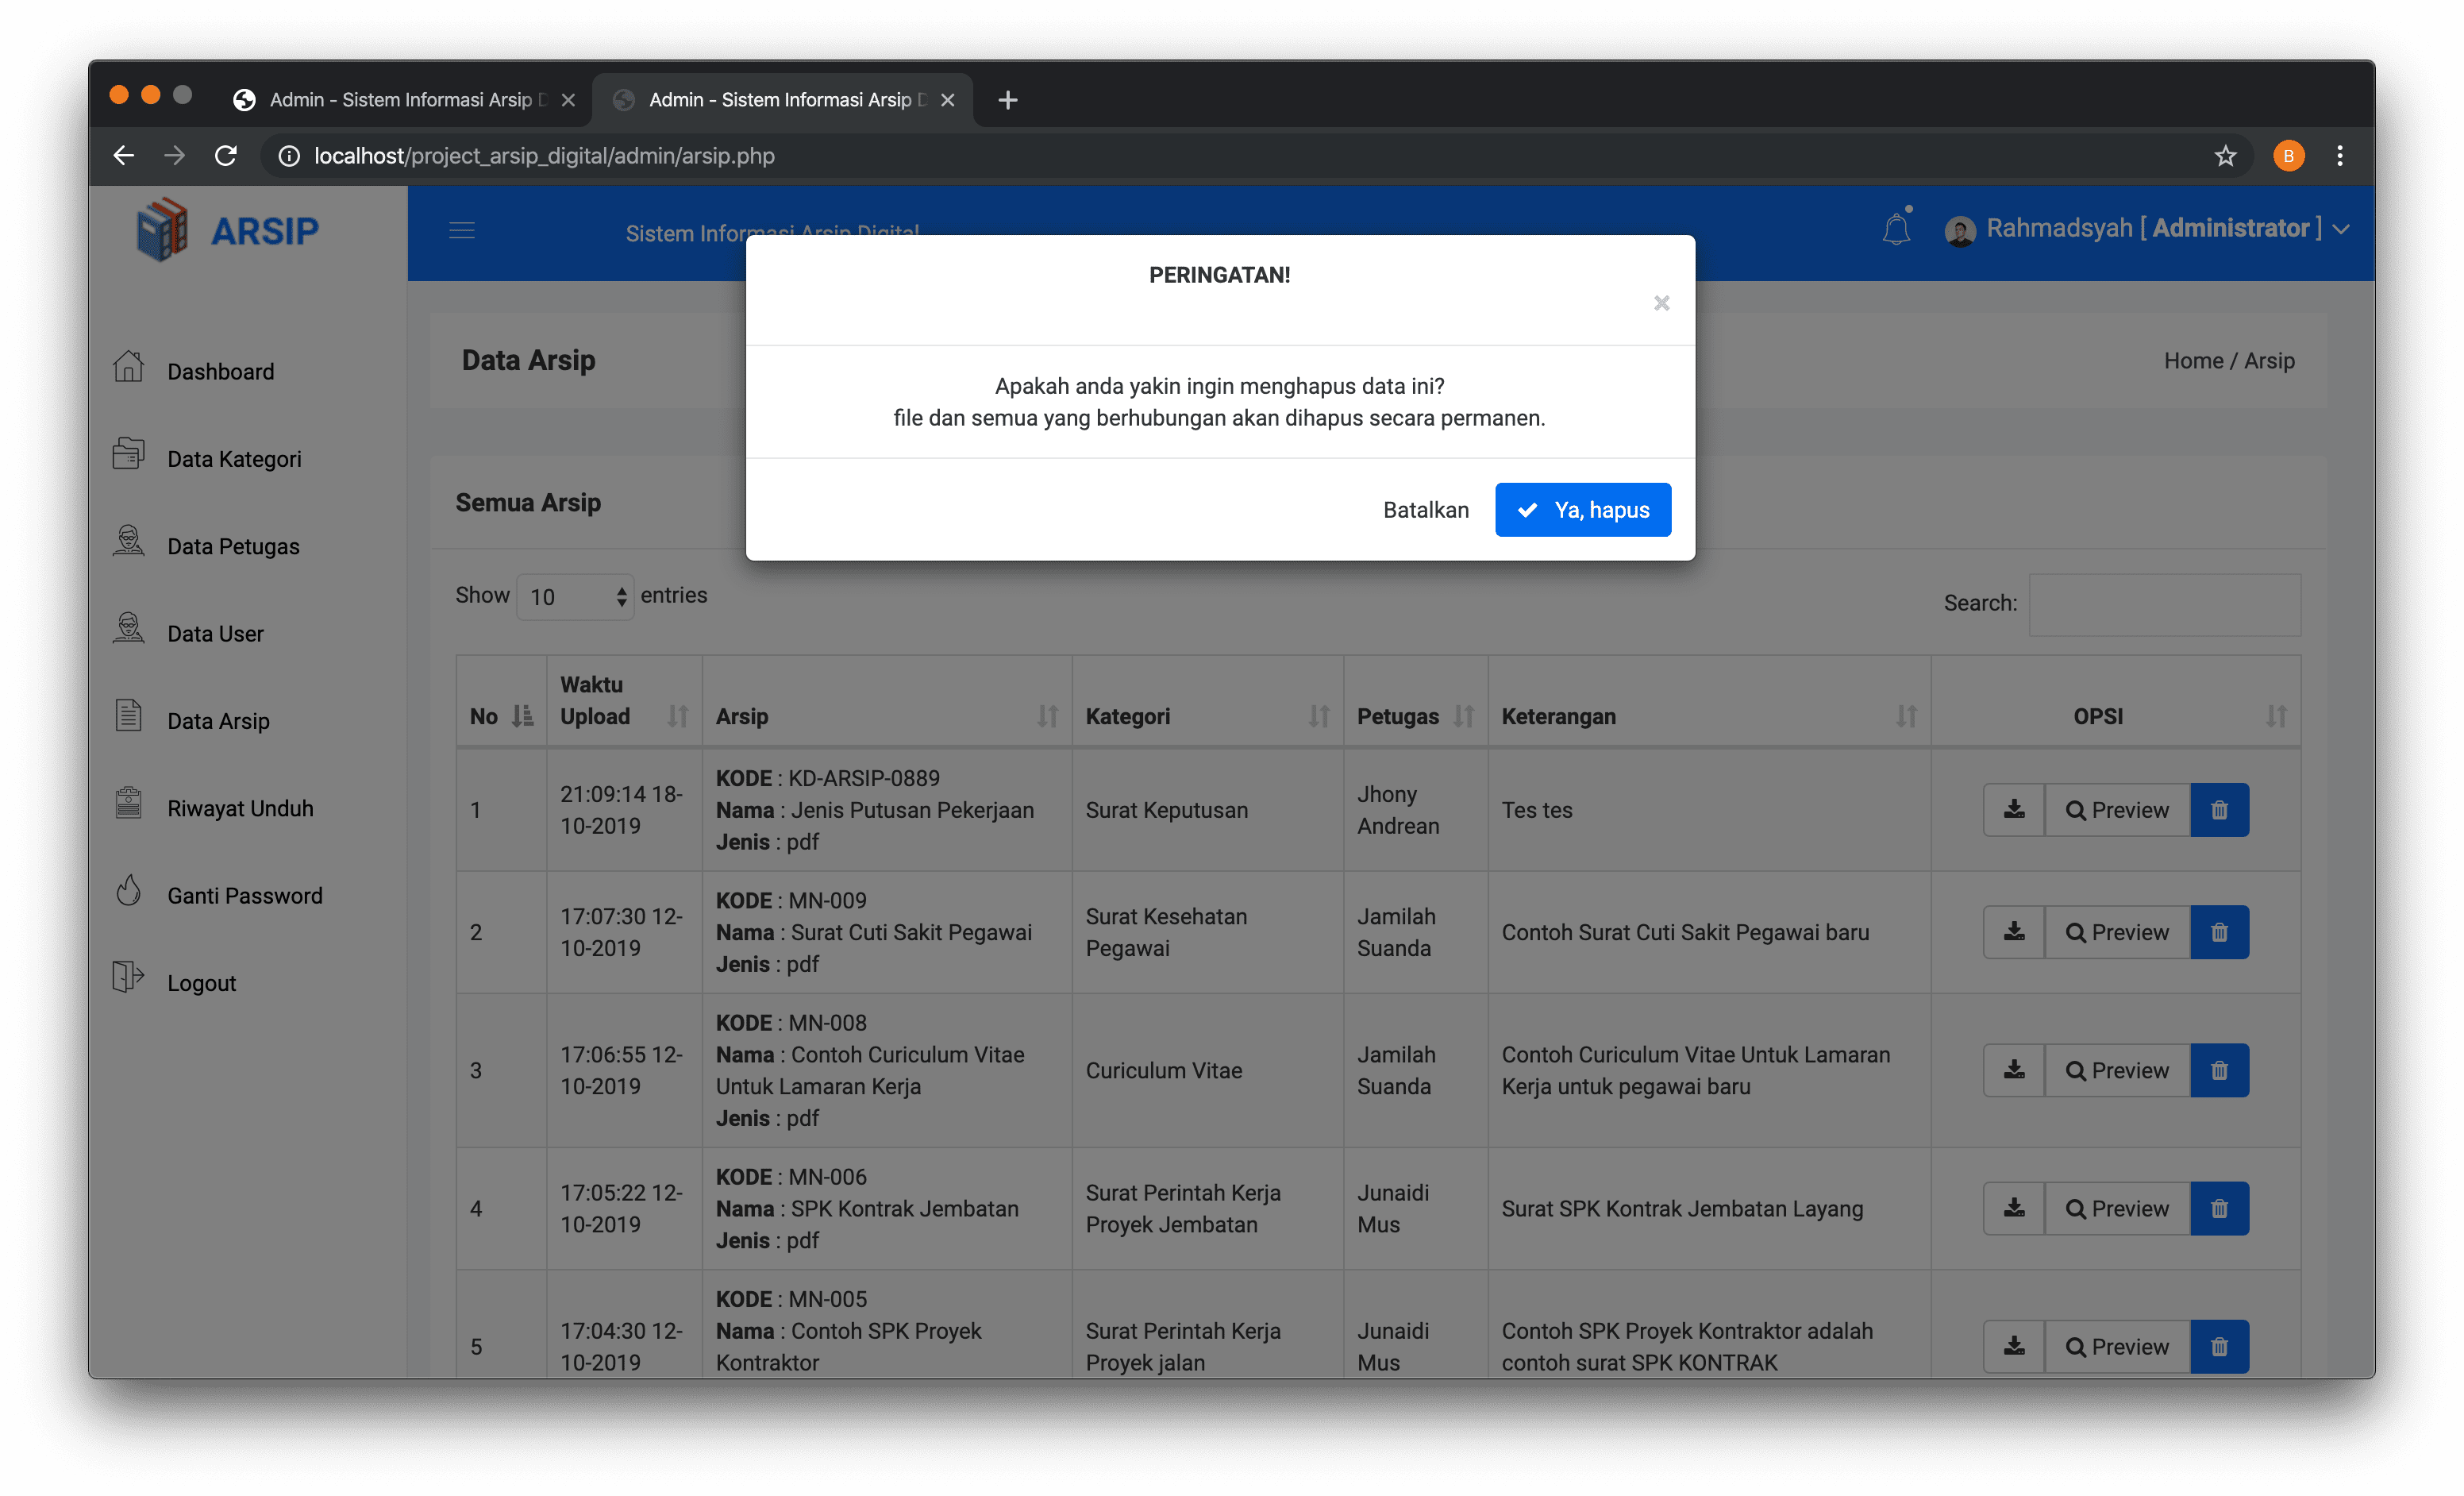 Admin - Sistem Informasi Arsip D
Admin - Sistem Informasi Arsip D
localhost/project_arsip_digital/admin/arsip.php
B
ARSIP
Sistem Informasi Arsip Digital
Rahmadsyah [ Administrator ]
PERINGATAN!
×
Apakah anda yakin ingin menghapus data ini?
file dan semua yang berhubungan akan dihapus secara permanen.
Batalkan
Ya, hapus
Dashboard
Data Kategori
Data Petugas
Data User
Data Arsip
Riwayat Unduh
Ganti Password
Logout
Data Arsip
Home / Arsip
Semua Arsip
Show 10 entries
Search:
No
Waktu
Upload
Arsip
Kategori
Petugas
Keterangan
OPSI
1
21:09:14 18-
10-2019
KODE : KD-ARSIP-0889
Nama : Jenis Putusan Pekerjaan
Jenis : pdf
Surat Keputusan
Jhony
Andrean
Tes tes
Preview
2
17:07:30 12-
10-2019
KODE : MN-009
Nama : Surat Cuti Sakit Pegawai
Jenis : pdf
Surat Kesehatan
Pegawai
Jamilah
Suanda
Contoh Surat Cuti Sakit Pegawai baru
Preview
3
17:06:55 12-
10-2019
KODE : MN-008
Nama : Contoh Curiculum Vitae
Untuk Lamaran Kerja
Jenis : pdf
Curiculum Vitae
Jamilah
Suanda
Contoh Curiculum Vitae Untuk Lamaran
Kerja untuk pegawai baru
Preview
4
17:05:22 12-
10-2019
KODE : MN-006
Nama : SPK Kontrak Jembatan
Jenis : pdf
Surat Perintah Kerja
Proyek Jembatan
Junaidi
Mus
Surat SPK Kontrak Jembatan Layang
Preview
5
17:04:30 12-
10-2019
KODE : MN-005
Nama : Contoh SPK Proyek
Kontraktor
Surat Perintah Kerja
Proyek jalan
Junaidi
Mus
Contoh SPK Proyek Kontraktor adalah
contoh surat SPK KONTRAK
Preview